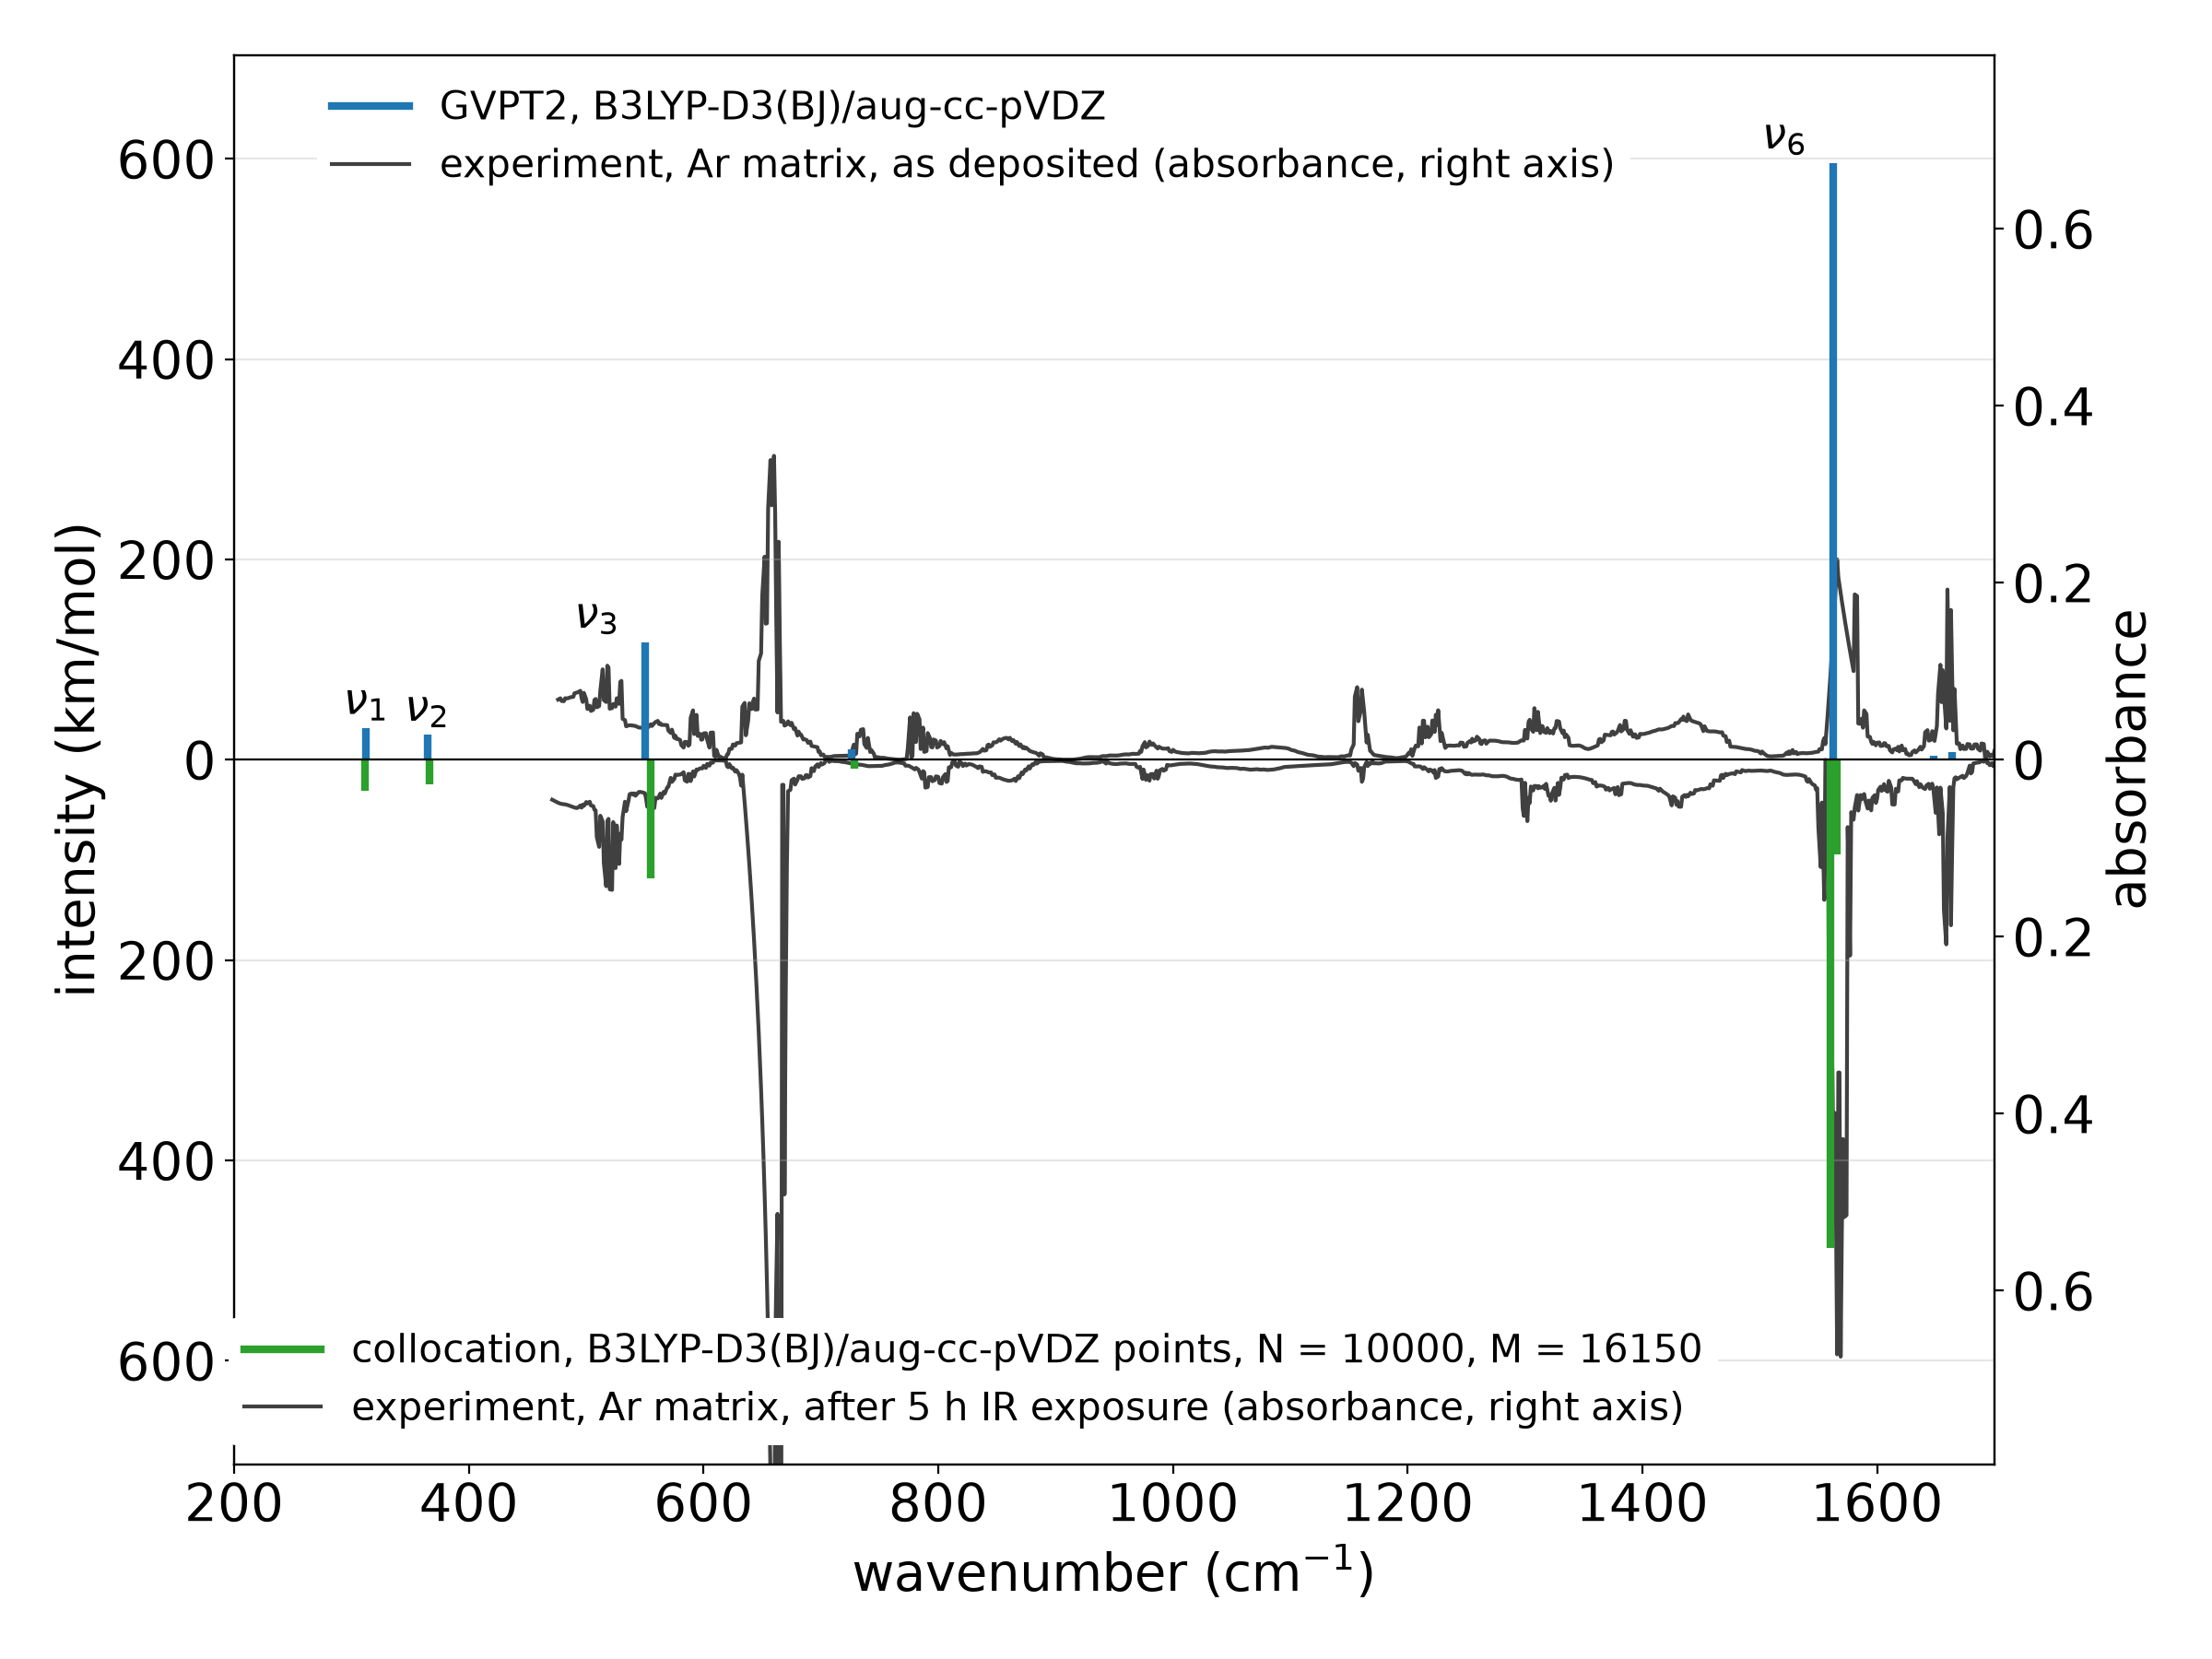 GVPT2, B3LYP-D3(BJ)/aug-cc-pVDZ
experiment, Ar matrix, as deposited (absorbance, right axis)
ν6
ν3
ν1
ν2
600
400
200
0
200
400
600
intensity (km/mol)
0.6
0.4
0.2
0
0.2
0.4
0.6
absorbance
collocation, B3LYP-D3(BJ)/aug-cc-pVDZ points, N = 10000, M = 16150
experiment, Ar matrix, after 5 h IR exposure (absorbance, right axis)
200 400 600 800 1000 1200 1400 1600
wavenumber (cm⁻¹)